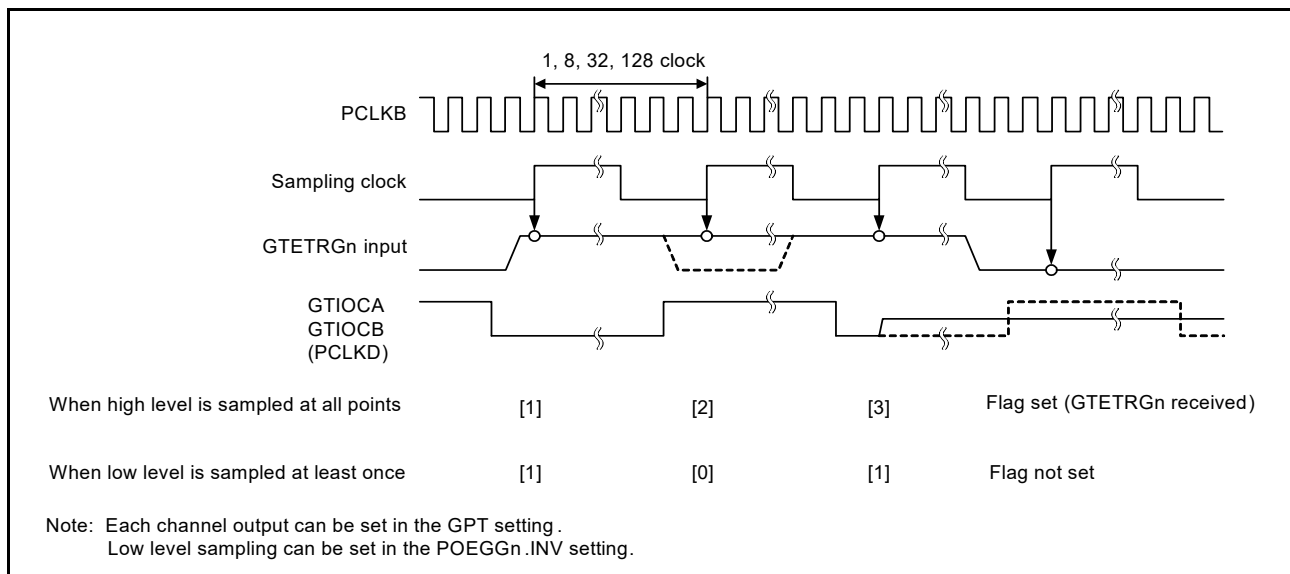 1, 8, 32, 128 clock
PCLKB
Sampling clock
GTETRGn input
GTIOCA
GTIOCB
(PCLKD)
When high level is sampled at all points [1] [2] [3] Flag set (GTETRGn received)
When low level is sampled at least once [1] [0] [1] Flag not set
Note: Each channel output can be set in the GPT setting.
Low level sampling can be set in the POEGGn.INV setting.